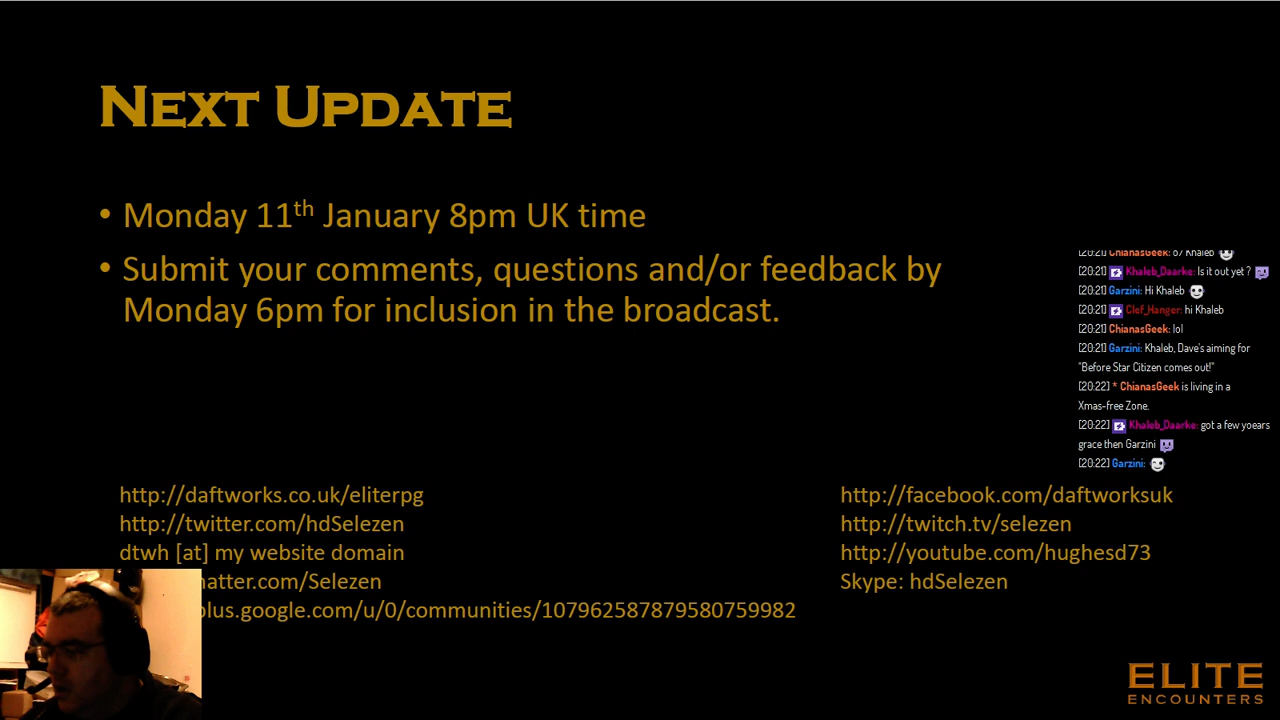 NEXT UPDATE
• Monday 11th January 8pm UK time
• Submit your comments, questions and/or feedback by
Monday 6pm for inclusion in the broadcast.
[20:21] ChianasGeek: o7 Khaleb
[20:21] Khaleb_Daarke: Is it out yet ?
[20:21] Garzini: Hi Khaleb
[20:21] Clef_Hanger: hi Khaleb
[20:21] ChianasGeek: lol
[20:21] Garzini: Khaleb, Dave's aiming for
"Before Star Citizen comes out!"
[20:22] * ChianasGeek is living in a
Xmas-free Zone.
[20:22] Khaleb_Daarke: got a few yoears
grace then Garzini
[20:22] Garzini:
http://daftworks.co.uk/eliterpg
http://twitter.com/hdSelezen
dtwh [at] my website domain
hatter.com/Selezen
plus.google.com/u/0/communities/107962587879580759982
http://facebook.com/daftworksuk
http://twitch.tv/selezen
http://youtube.com/hughesd73
Skype: hdSelezen
ELITE
ENCOUNTERS